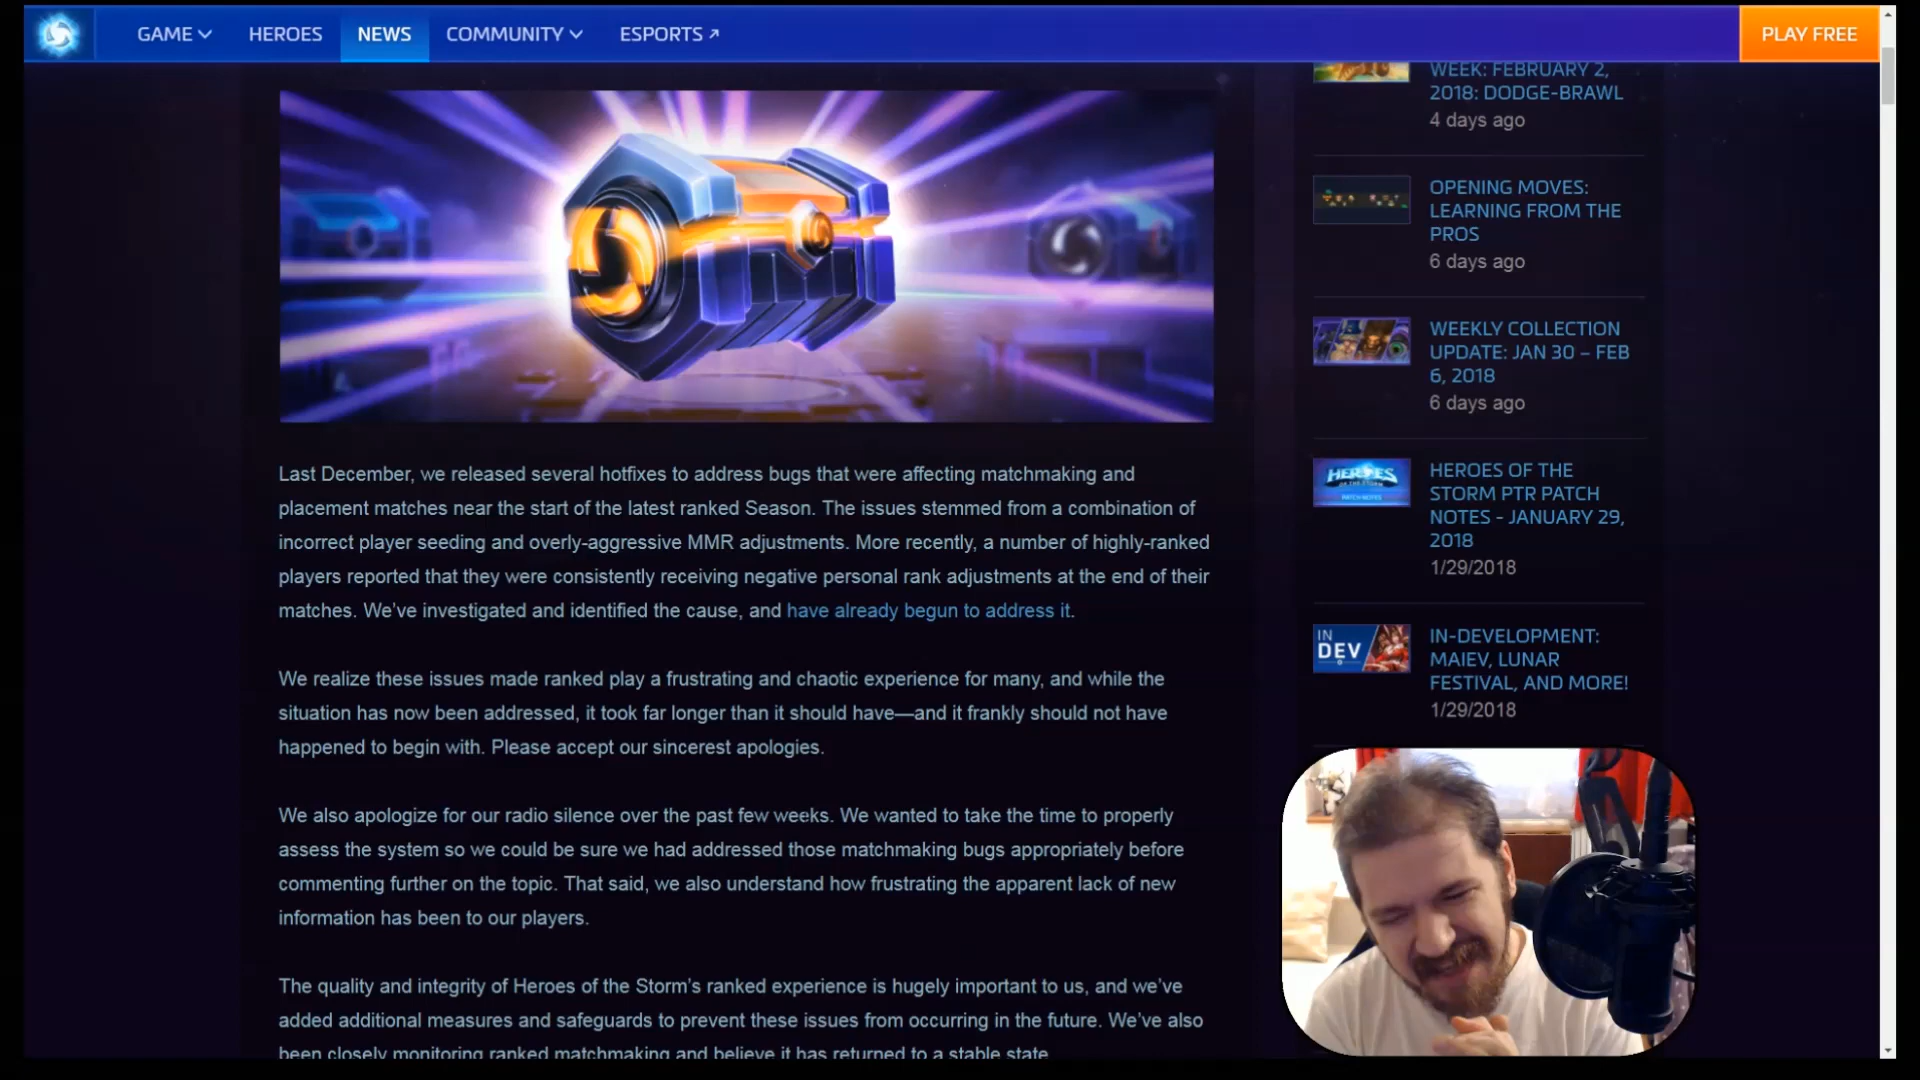 GAME
HEROES
NEWS
COMMUNITY
ESPORTS
PLAY FREE
Last December, we released several hotfixes to address bugs that were affecting matchmaking and
placement matches near the start of the latest ranked Season. The issues stemmed from a combination of
incorrect player seeding and overly-aggressive MMR adjustments. More recently, a number of highly-ranked
players reported that they were consistently receiving negative personal rank adjustments at the end of their
matches. We've investigated and identified the cause, and have already begun to address it.
We realize these issues made ranked play a frustrating and chaotic experience for many, and while the
situation has now been addressed, it took far longer than it should have—and it frankly should not have
happened to begin with. Please accept our sincerest apologies.
We also apologize for our radio silence over the past few weeks. We wanted to take the time to properly
assess the system so we could be sure we had addressed those matchmaking bugs appropriately before
commenting further on the topic. That said, we also understand how frustrating the apparent lack of new
information has been to our players.
The quality and integrity of Heroes of the Storm's ranked experience is hugely important to us, and we've
added additional measures and safeguards to prevent these issues from occurring in the future. We've also
been closely monitoring ranked matchmaking and believe it has returned to a stable state
WEEK: FEBRUARY 2,
2018: DODGE-BRAWL
4 days ago
OPENING MOVES:
LEARNING FROM THE
PROS
6 days ago
WEEKLY COLLECTION
UPDATE: JAN 30 – FEB
6, 2018
6 days ago
HEROES
OF THE STORM
PATCH NOTES
HEROES OF THE
STORM PTR PATCH
NOTES - JANUARY 29,
2018
1/29/2018
IN
DEV
IN-DEVELOPMENT:
MAIEV, LUNAR
FESTIVAL, AND MORE!
1/29/2018